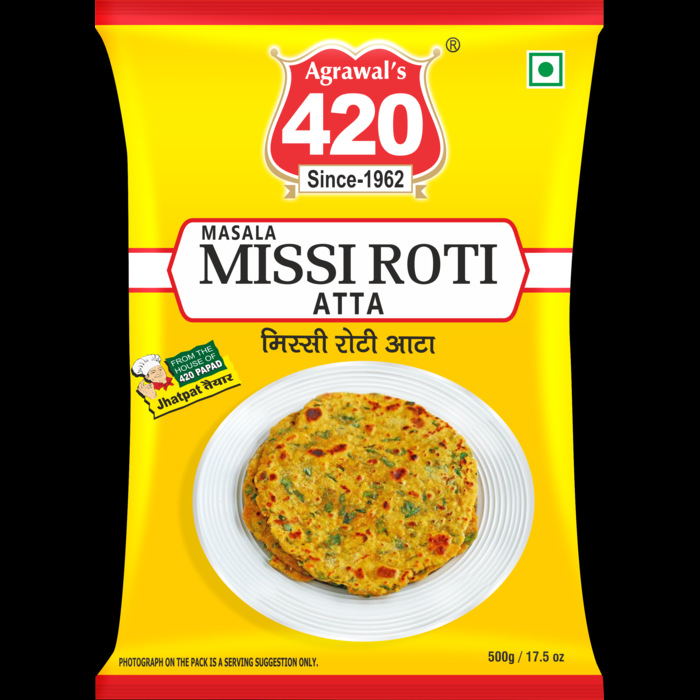 Agrawal's
®
420
Since-1962
MASALA
MISSI ROTI
ATTA
मिस्सी रोटी आटा
FROM THE
HOUSE OF
420 PAPAD
Jhatpat तैयार
PHOTOGRAPH ON THE PACK IS A SERVING SUGGESTION ONLY.
500g / 17.5 oz